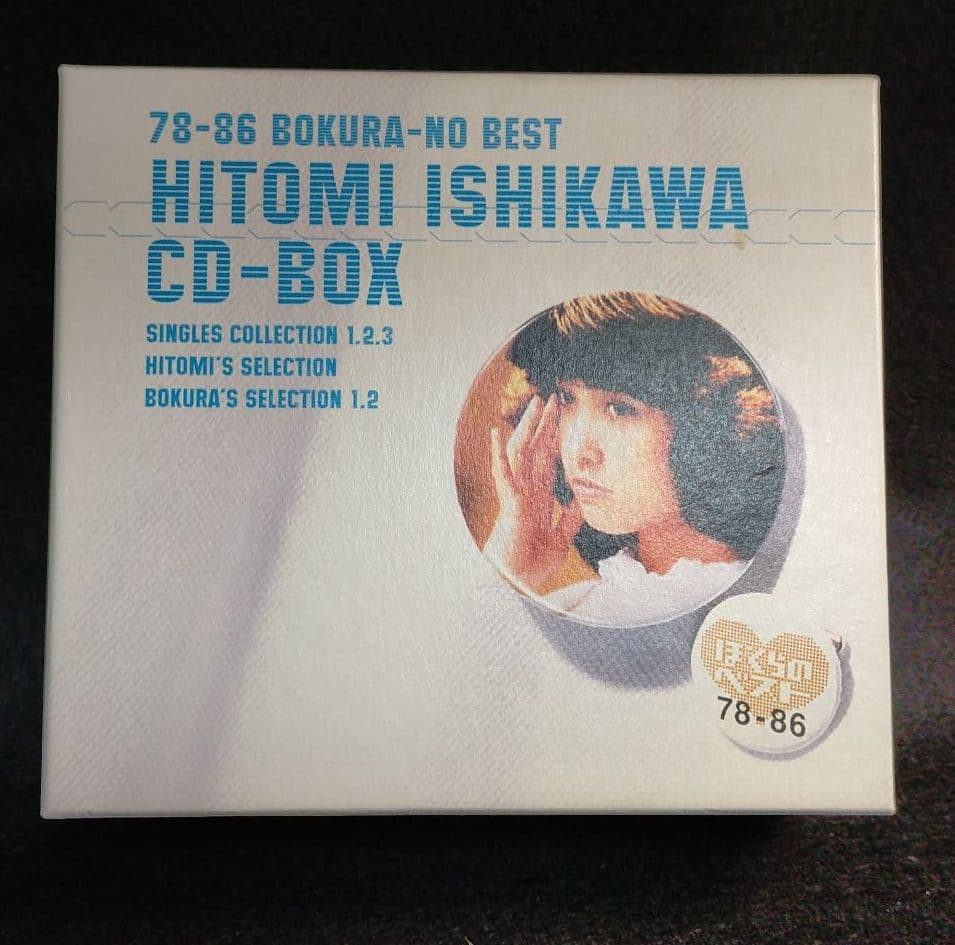 78-86 BOKURA-NO BEST
HITOMI ISHIKAWA
CD-BOX
SINGLES COLLECTION 1.2.3
HITOMI'S SELECTION
BOKURA'S SELECTION 1.2
ぼくらの
ベスト
78-86